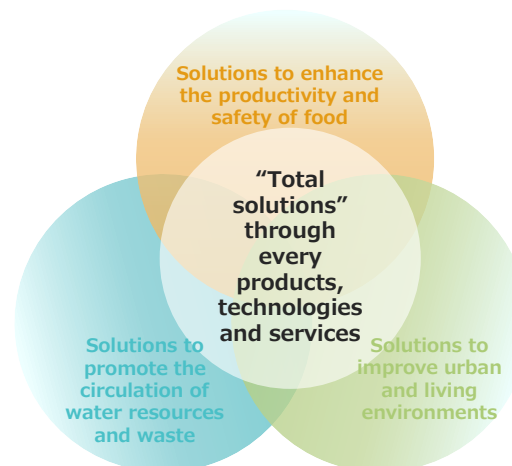 Solutions to enhance
the productivity and
safety of food
“Total
solutions”
through
every
products,
technologies
and services
Solutions to
promote the
circulation of
water resources
and waste
Solutions to
improve urban
and living
environments